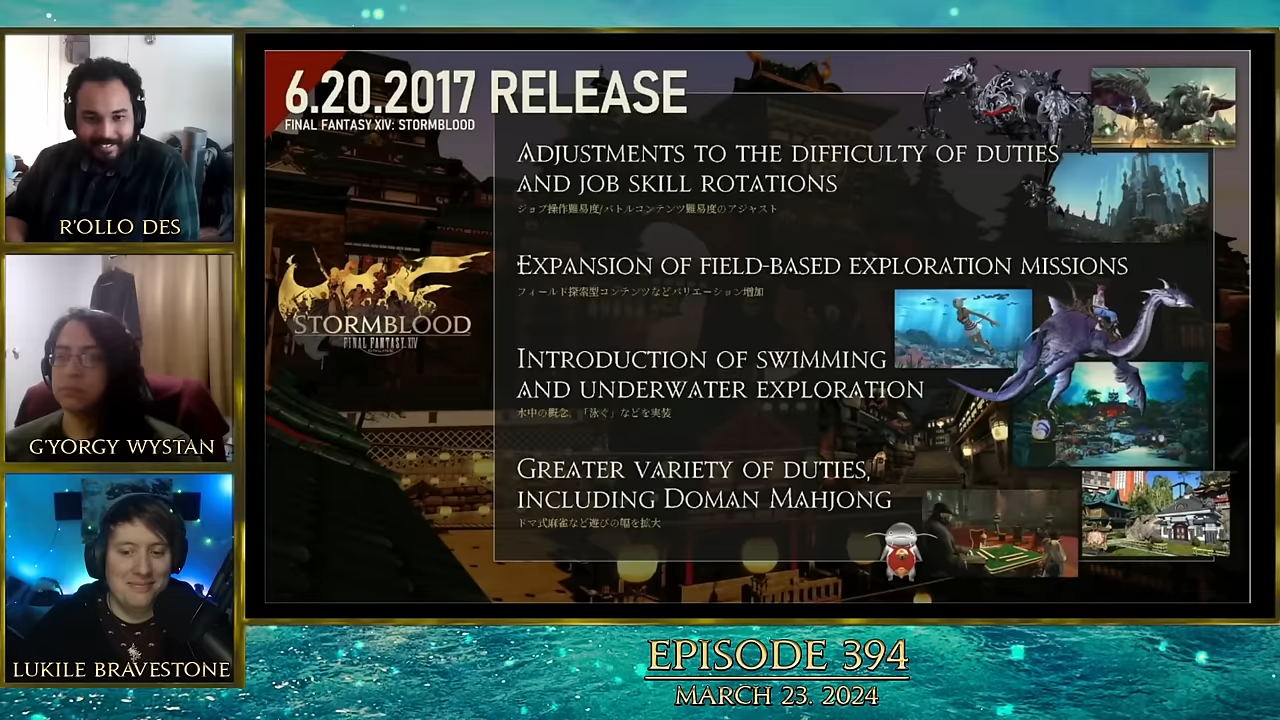 6.20.2017 RELEASE
FINAL FANTASY XIV: STORMBLOOD
ADJUSTMENTS TO THE DIFFICULTY OF DUTIES
AND JOB SKILL ROTATIONS
ジョブ操作難易度/バトルコンテンツ難易度のアジャスト
EXPANSION OF FIELD-BASED EXPLORATION MISSIONS
フィールド探索型コンテンツなどバリエーション増加
STORMBLOOD
FINAL FANTASY XIV
INTRODUCTION OF SWIMMING
AND UNDERWATER EXPLORATION
水中の概念、「泳ぐ」などを実装
GREATER VARIETY OF DUTIES,
INCLUDING DOMAN MAHJONG
ドマ式麻雀など遊びの幅を拡大
R'OLLO DES
G'YORGY WYSTAN
LUKILE BRAVESTONE
EPISODE 394
MARCH 23. 2024